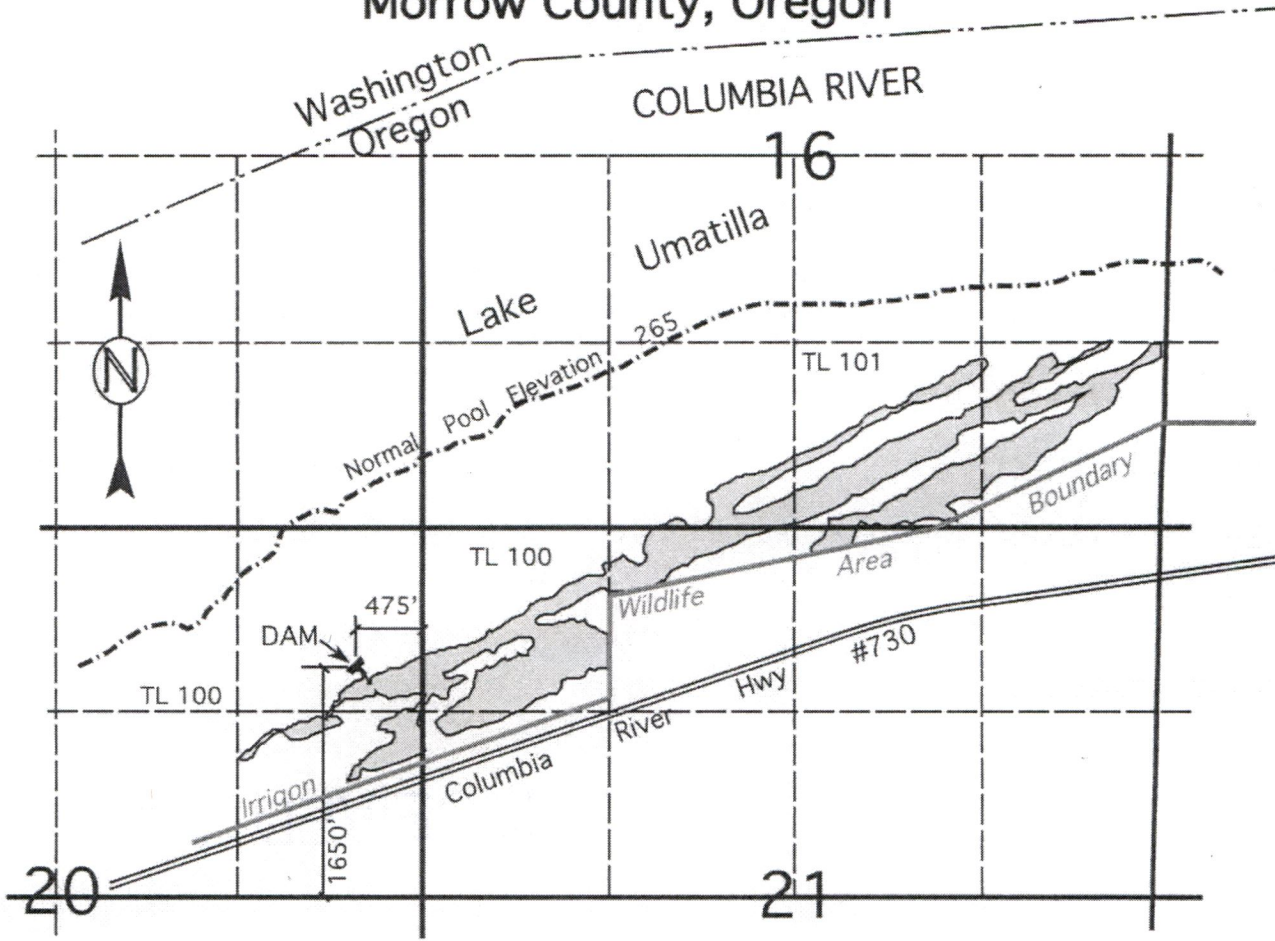 Morrow County, Oregon
Washington
Oregon
COLUMBIA RIVER
16
Umatilla
Lake
265
Normal Pool Elevation
TL 101
N
Boundary
TL 100
Area
475'
Wildlife
DAM
#730
Hwy
TL 100
River
Columbia
Irrigon
1650'
20
21